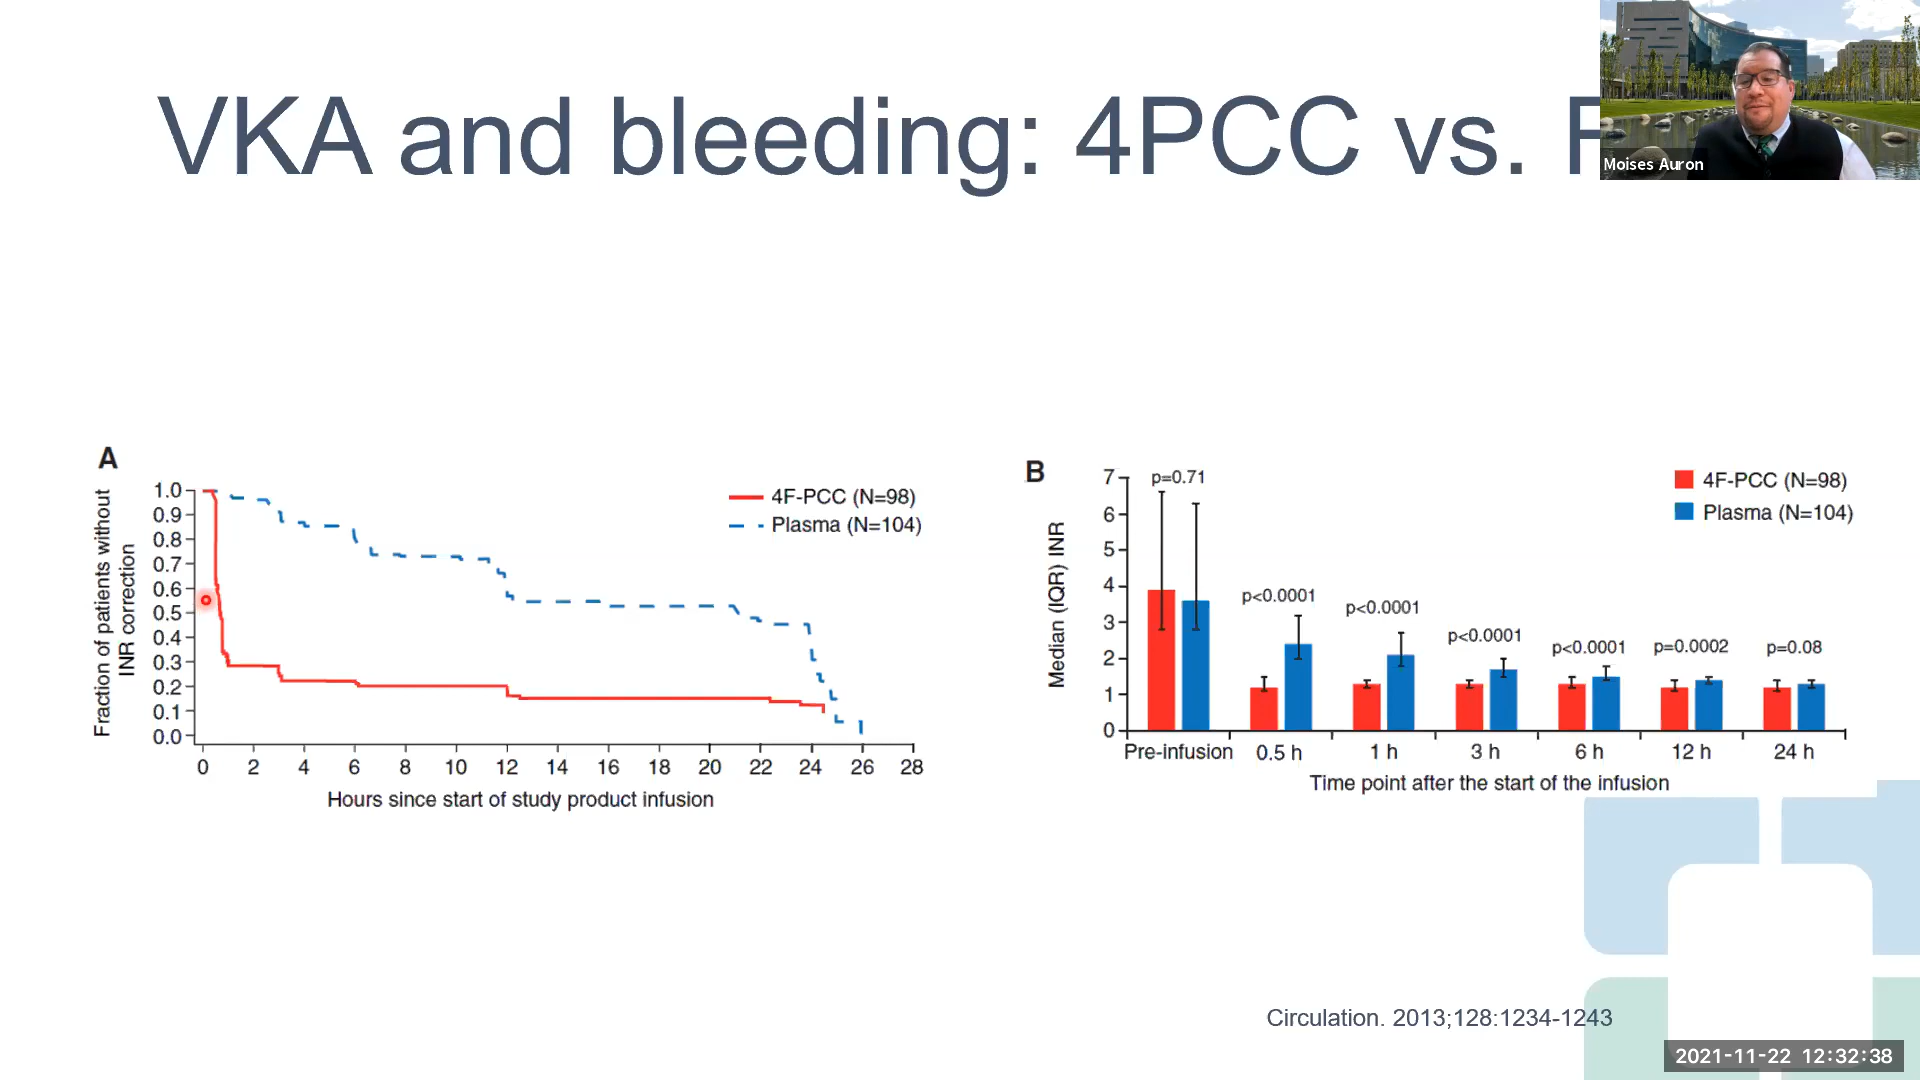 VKA and bleeding: 4PCC vs.
Moises Auron
A
1.0
0.9
0.8
0.7
0.6
0.5
0.4
0.3
0.2
0.1
0.0
Fraction of patients without
INR correction
4F-PCC (N=98)
Plasma (N=104)
0 2 4 6 8 10 12 14 16 18 20 22 24 26 28
Hours since start of study product infusion
B
7
6
5
4
3
2
1
0
Median (IQR) INR
p=0.71
p<0.0001
p<0.0001
p<0.0001
p<0.0001
p=0.0002
p=0.08
4F-PCC (N=98)
Plasma (N=104)
Pre-infusion 0.5 h 1 h 3 h 6 h 12 h 24 h
Time point after the start of the infusion
Circulation. 2013;128:1234-1243
2021-11-22 12:32:38